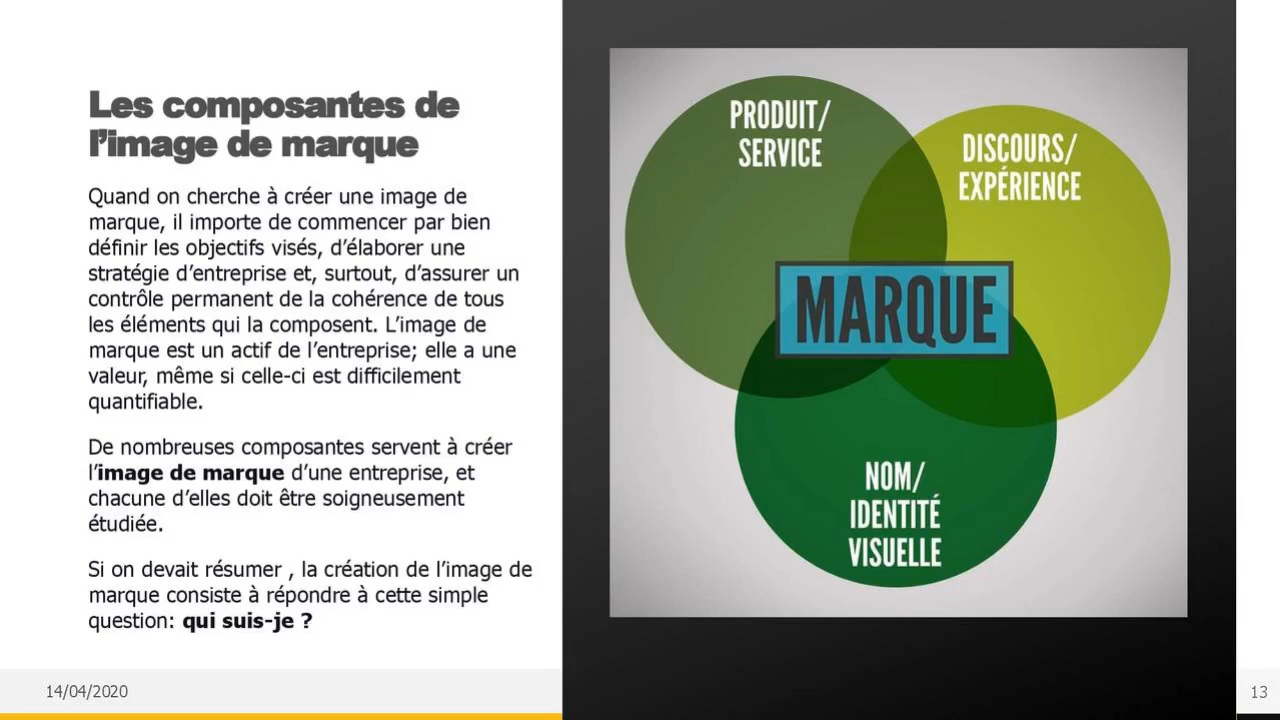 Les composantes de
l’image de marque
Quand on cherche à créer une image de
marque, il importe de commencer par bien
définir les objectifs visés, d’élaborer une
stratégie d’entreprise et, surtout, d’assurer un
contrôle permanent de la cohérence de tous
les éléments qui la composent. L’image de
marque est un actif de l’entreprise; elle a une
valeur, même si celle-ci est difficilement
quantifiable.
De nombreuses composantes servent à créer
l’image de marque d’une entreprise, et
chacune d’elles doit être soigneusement
étudiée.
Si on devait résumer , la création de l’image de
marque consiste à répondre à cette simple
question: qui suis-je ?
PRODUIT/
SERVICE
DISCOURS/
EXPÉRIENCE
MARQUE
NOM/
IDENTITÉ
VISUELLE
14/04/2020
13